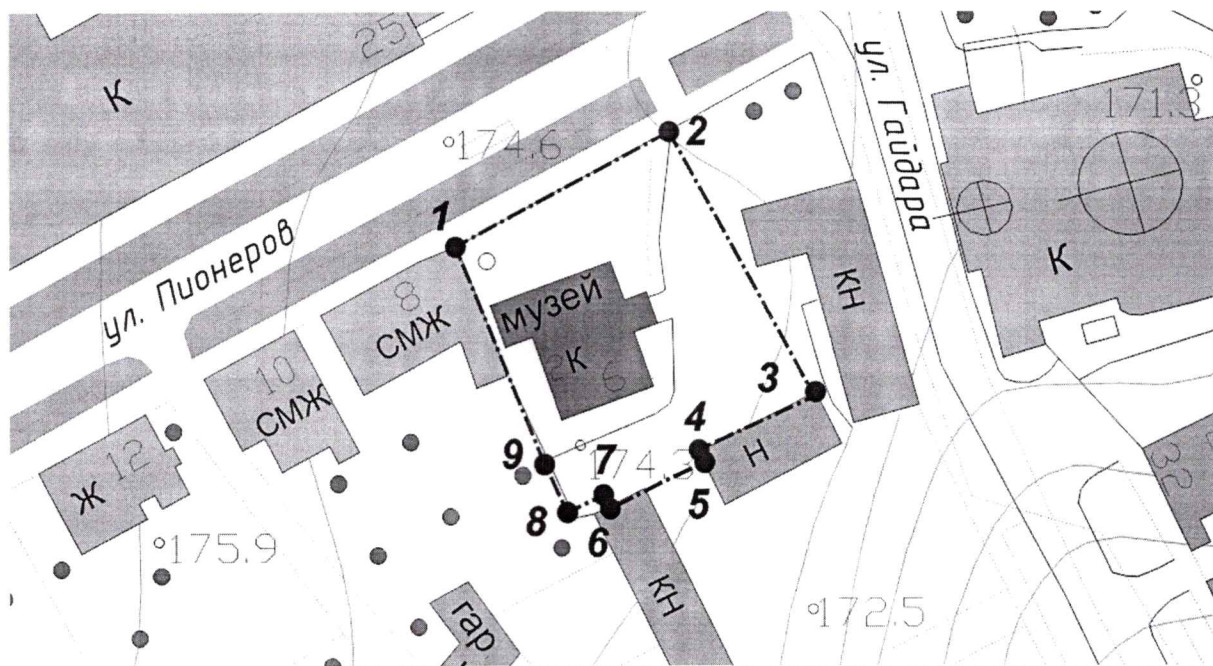 25
К
ул. Гайдара
171.3
174.6
2
1
К
ул. Пионеров
8
СМЖ
музей
К
6
КН
10
СМЖ
3
4
12
Ж
9
7
174.3
Н
5
32
8
6
175.9
КН
гар
172.5